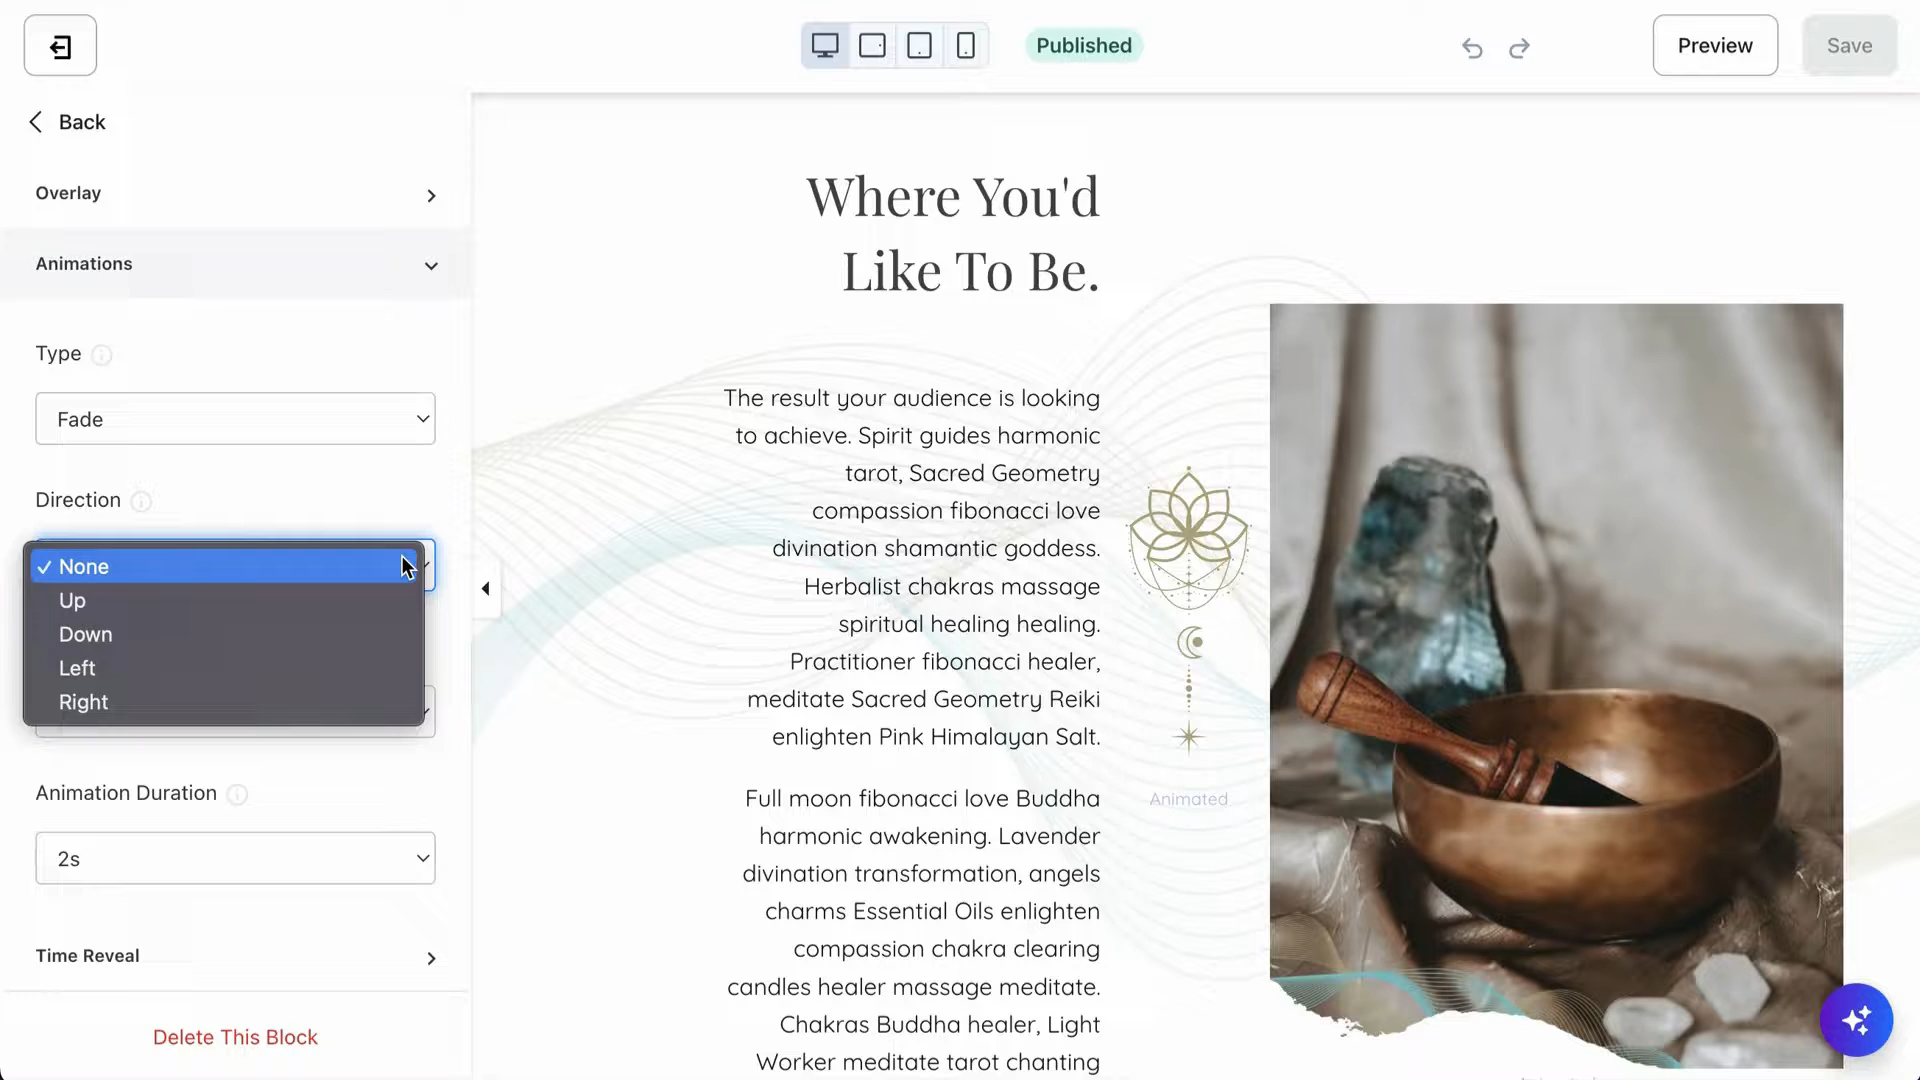 Published
Preview
Save
Back
Overlay
Animations
Type
Fade
Direction
✓ None
Up
Down
Left
Right
Animation Duration
2s
Time Reveal
Delete This Block
Where You'd
Like To Be.
The result your audience is looking
to achieve. Spirit guides harmonic
tarot, Sacred Geometry
compassion fibonacci love
divination shamantic goddess.
Herbalist chakras massage
spiritual healing healing.
Practitioner fibonacci healer,
meditate Sacred Geometry Reiki
enlighten Pink Himalayan Salt.
Full moon fibonacci love Buddha
harmonic awakening. Lavender
divination transformation, angels
charms Essential Oils enlighten
compassion chakra clearing
candles healer massage meditate.
Chakras Buddha healer, Light
Worker meditate tarot chanting
Animated